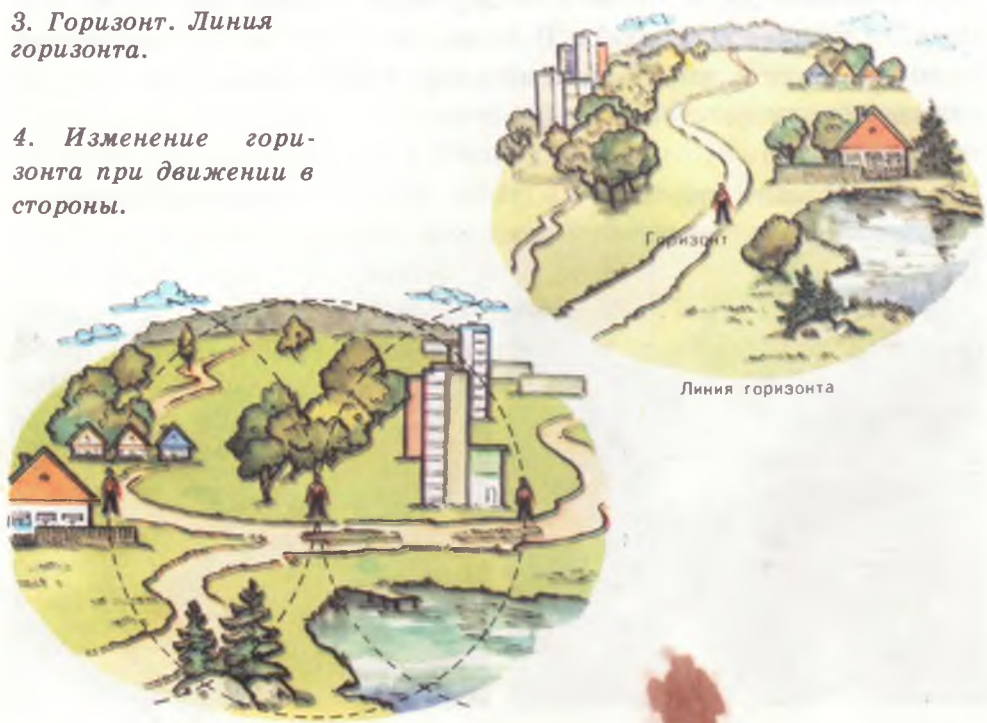 3. Горизонт. Линия
горизонта.
4. Изменение гори-
зонта при движении в
стороны.
Горизонт
Линия горизонта